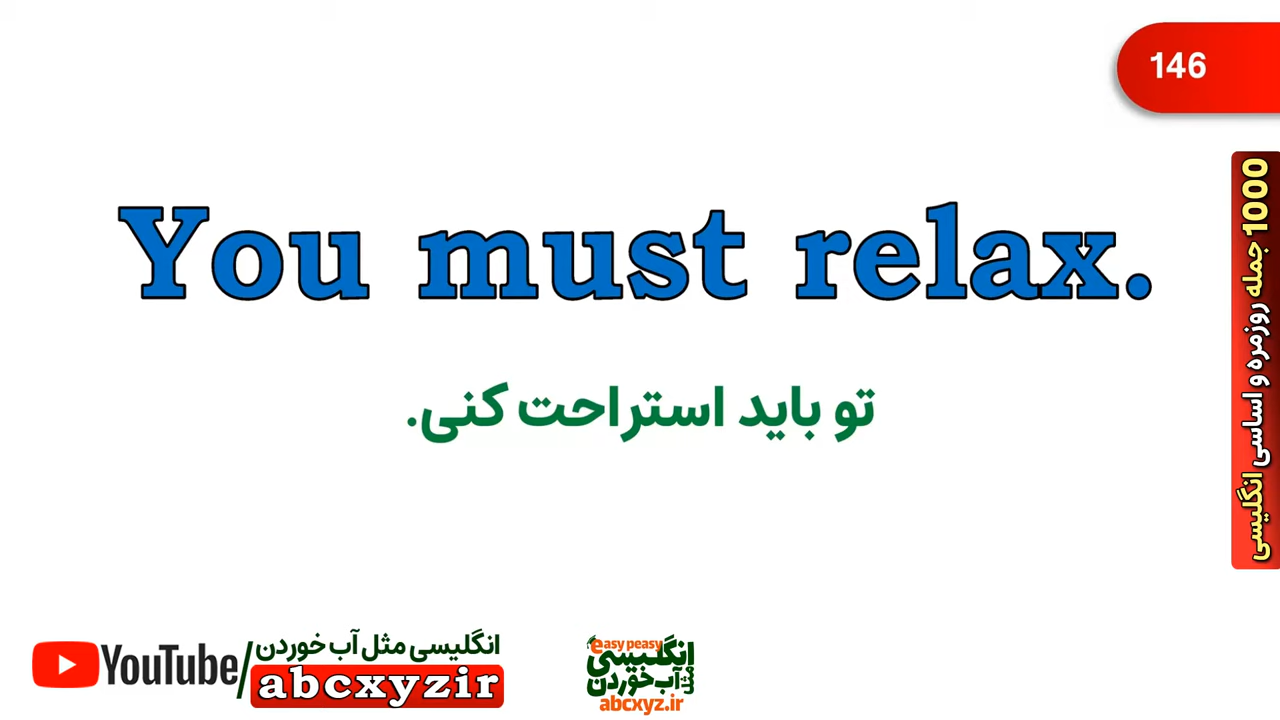 146
You must relax.
تو باید استراحت کنی.
1000 جمله روزمره و اساسی انگلیسی
YouTube/
انگلیسی مثل آب خوردن
abcxyzir
easy peasy
انگلیسی
مثل
آب خوردن
abcxyz.ir